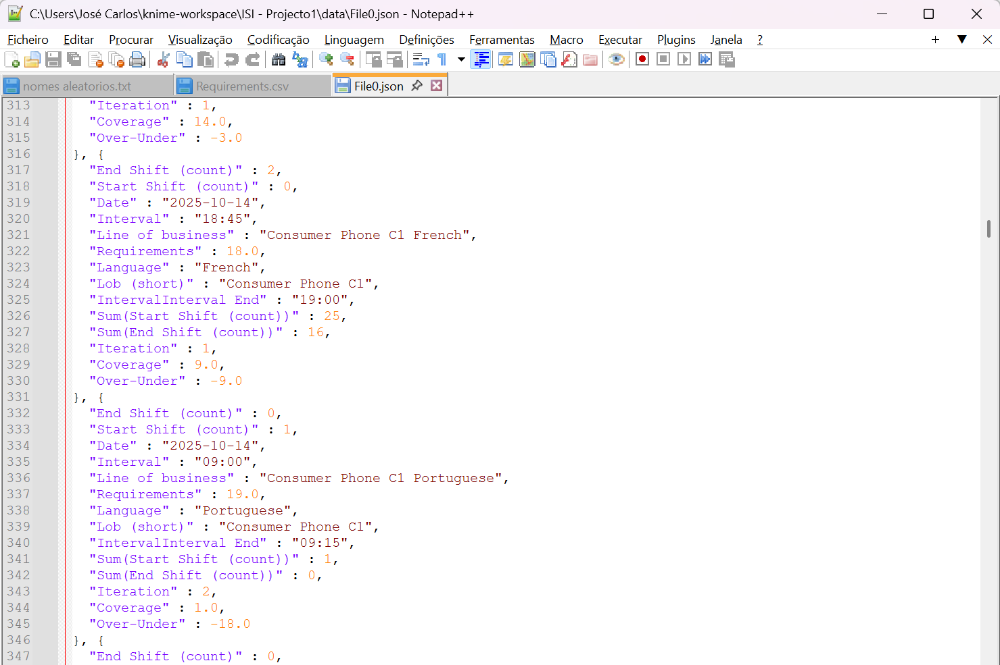 C:\Users\José Carlos\knime-workspace\ISI - Projecto1\data\File0.json - Notepad++
Ficheiro Editar Procurar Visualização Codificação Linguagem Definições Ferramentas Macro Executar Plugins Janela ?
nomes aleatorios.txt Requirements.csv File0.json
313 "Iteration" : 1,
314 "Coverage" : 14.0,
315 "Over-Under" : -3.0
316 }, {
317 "End Shift (count)" : 2,
318 "Start Shift (count)" : 0,
319 "Date" : "2025-10-14",
320 "Interval" : "18:45",
321 "Line of business" : "Consumer Phone C1 French",
322 "Requirements" : 18.0,
323 "Language" : "French",
324 "Lob (short)" : "Consumer Phone C1",
325 "IntervalInterval End" : "19:00",
326 "Sum(Start Shift (count))" : 25,
327 "Sum(End Shift (count))" : 16,
328 "Iteration" : 1,
329 "Coverage" : 9.0,
330 "Over-Under" : -9.0
331 }, {
332 "End Shift (count)" : 0,
333 "Start Shift (count)" : 1,
334 "Date" : "2025-10-14",
335 "Interval" : "09:00",
336 "Line of business" : "Consumer Phone C1 Portuguese",
337 "Requirements" : 19.0,
338 "Language" : "Portuguese",
339 "Lob (short)" : "Consumer Phone C1",
340 "IntervalInterval End" : "09:15",
341 "Sum(Start Shift (count))" : 1,
342 "Sum(End Shift (count))" : 0,
343 "Iteration" : 2,
344 "Coverage" : 1.0,
345 "Over-Under" : -18.0
346 }, {
347 "End Shift (count)" : 0,